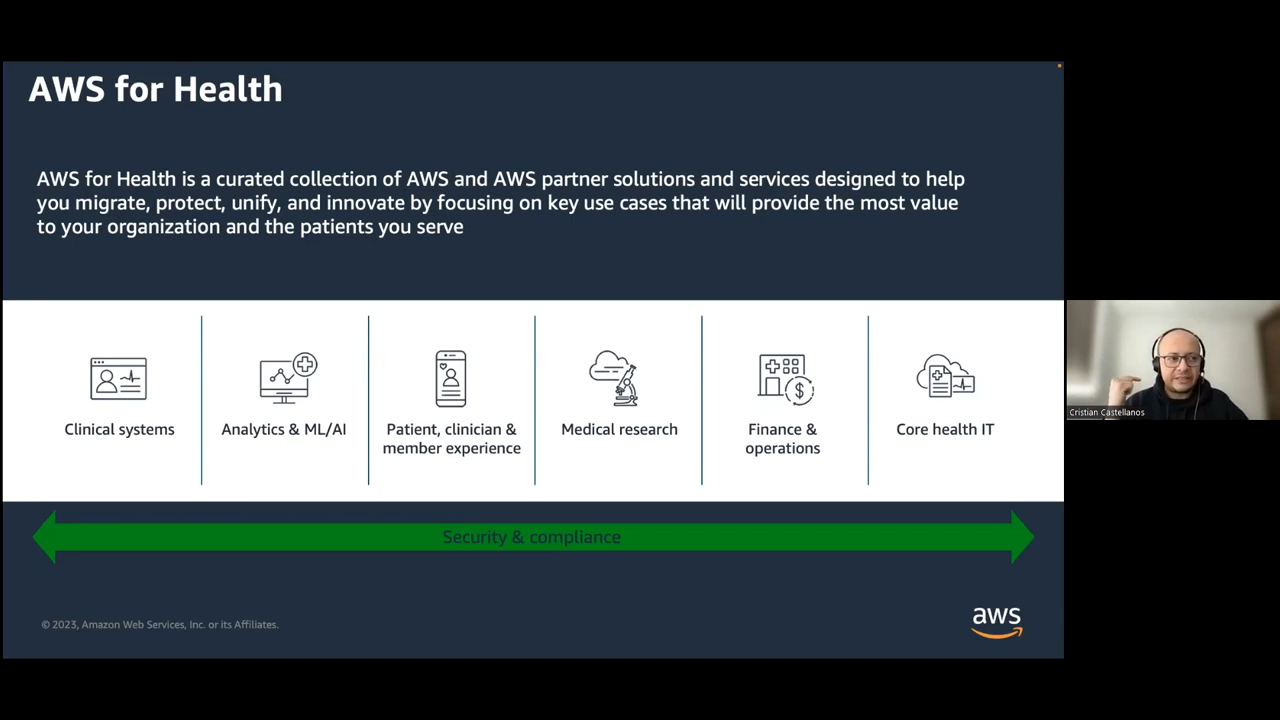 AWS for Health
AWS for Health is a curated collection of AWS and AWS partner solutions and services designed to help
you migrate, protect, unify, and innovate by focusing on key use cases that will provide the most value
to your organization and the patients you serve
Clinical systems
Analytics & ML/AI
Patient, clinician &
member experience
Medical research
Finance &
operations
Core health IT
Security & compliance
© 2023, Amazon Web Services, Inc. or its Affiliates.
aws
Cristian Castellanos